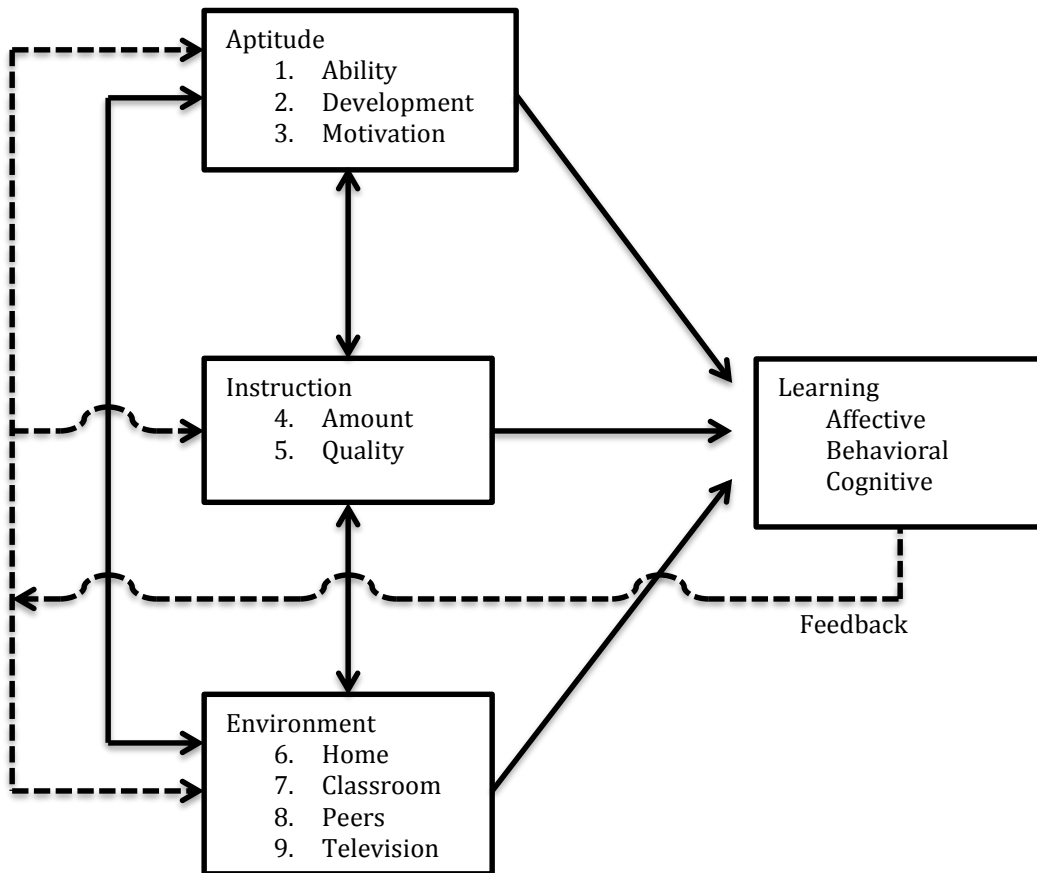 Aptitude
1. Ability
2. Development
3. Motivation
Instruction
4. Amount
5. Quality
Learning
Affective
Behavioral
Cognitive
Feedback
Environment
6. Home
7. Classroom
8. Peers
9. Television